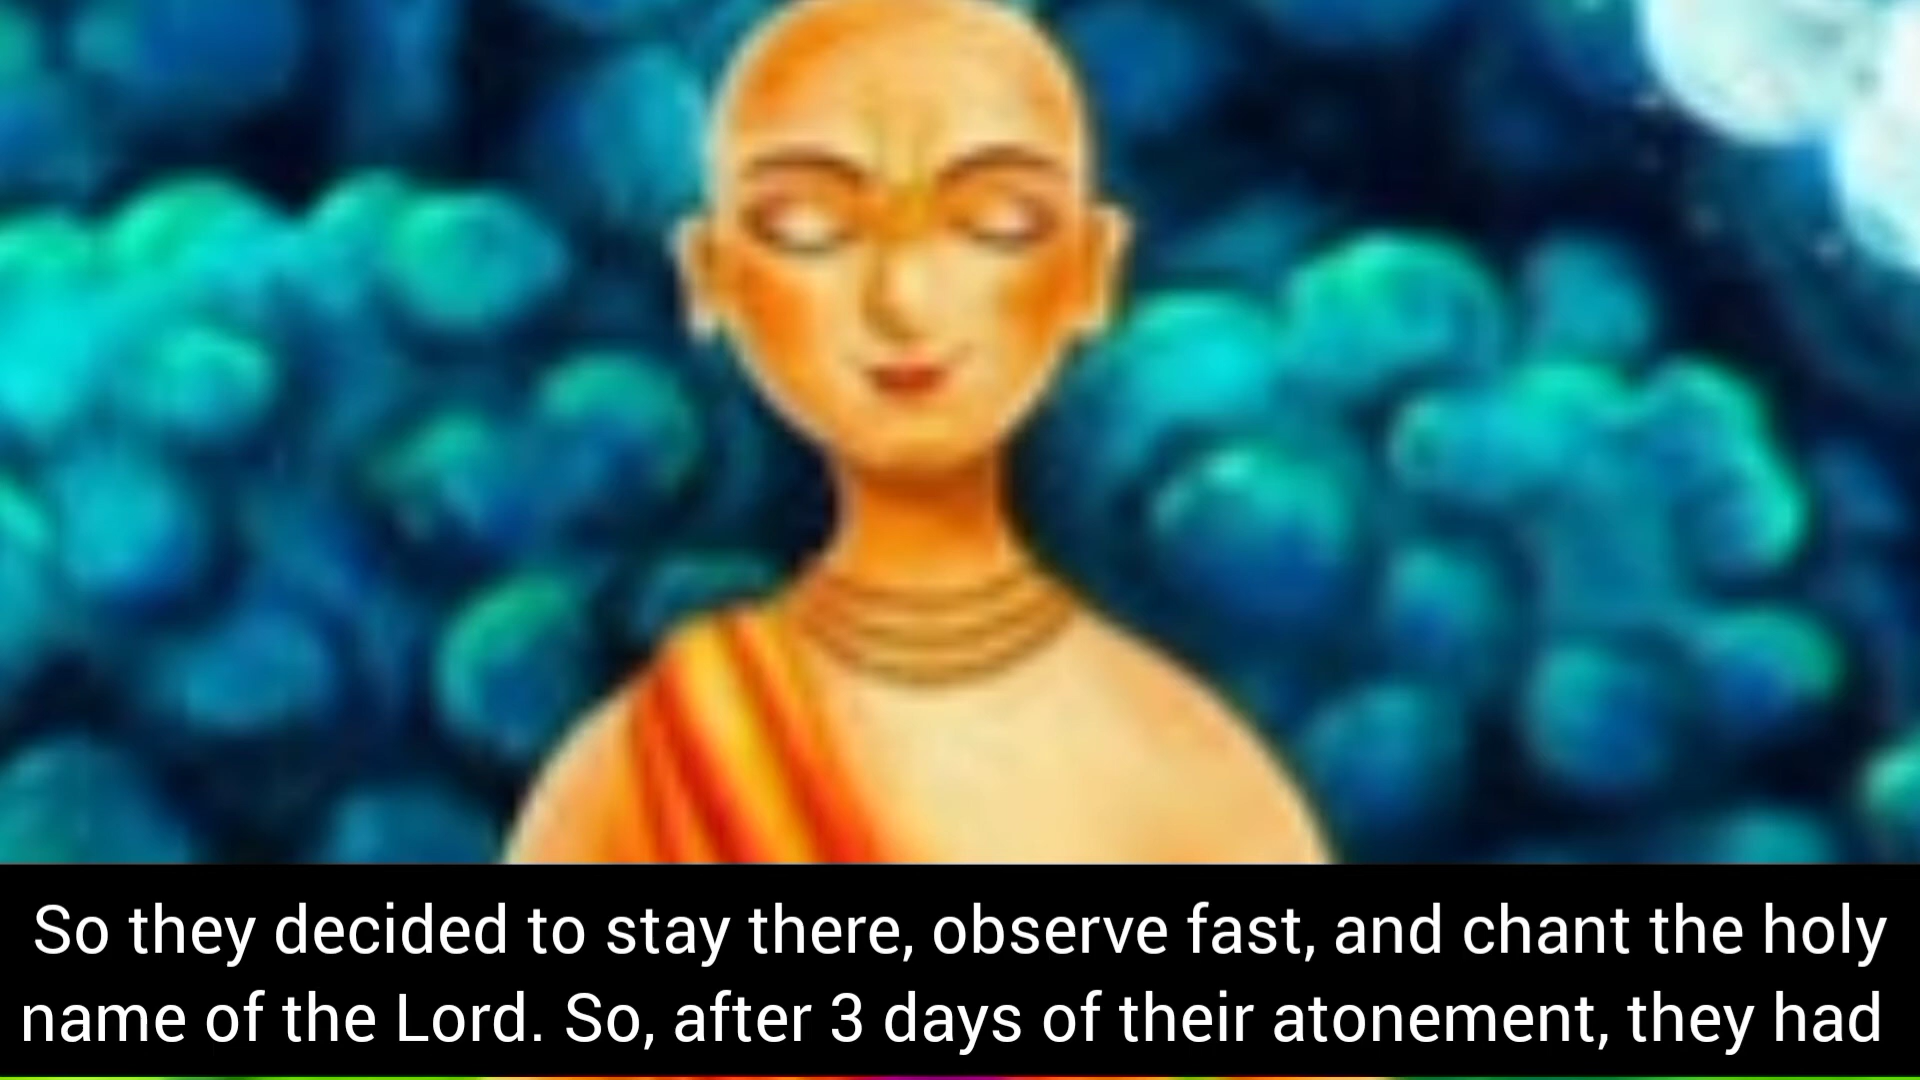 So they decided to stay there, observe fast, and chant the holy
name of the Lord. So, after 3 days of their atonement, they had